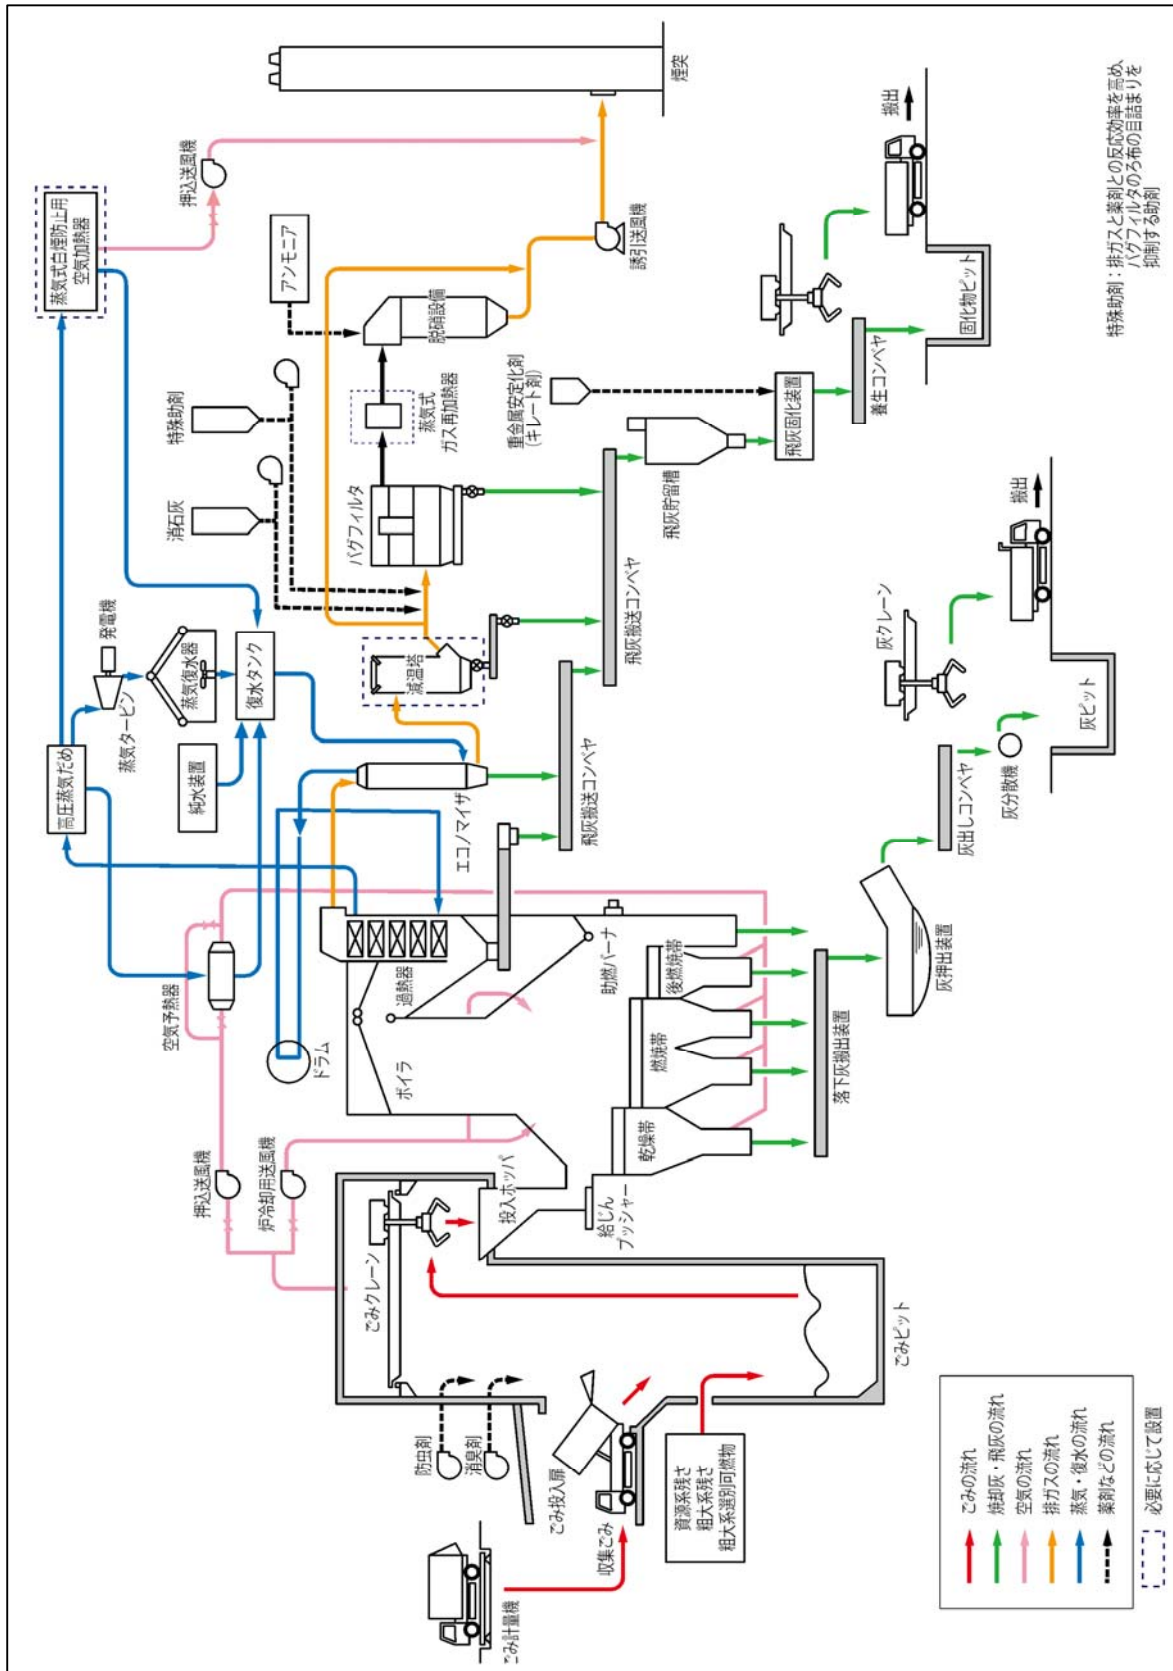 ごみ計量機
収集ごみ
ごみ投入扉
防虫剤
消臭剤
資源系残さ
粗大系残さ
粗大系選別可燃物
ごみクレーン
ごみピット
投入ホッパ
給じん
プッシャー
押込送風機
炉冷却用送風機
空気予熱器
ドラム
ボイラ
過熱器
助燃バーナ
乾燥帯
燃焼帯
後燃焼帯
落下灰搬出装置
灰押出装置
灰出しコンベヤ
灰分散機
灰ピット
灰クレーン
搬出
高圧蒸気だめ
蒸気タービン
発電機
蒸気復水器
復水タンク
純水装置
エコノマイザ
飛灰搬送コンベヤ
減温塔
飛灰搬送コンベヤ
消石灰
特殊助剤
バグフィルタ
蒸気式
ガス再加熱器
アンモニア
脱硝設備
蒸気式白煙防止用
空気加熱器
押込送風機
誘引送風機
煙突
重金属安定化剤
(キレート剤)
飛灰貯留槽
飛灰固化装置
養生コンベヤ
固化物ピット
搬出
特殊助剤：排ガスと薬剤との反応効率を高め、
バグフィルタのろ布の目詰まりを
抑制する助剤
ごみの流れ
焼却灰・飛灰の流れ
空気の流れ
排ガスの流れ
蒸気・復水の流れ
薬剤などの流れ
必要に応じて設置